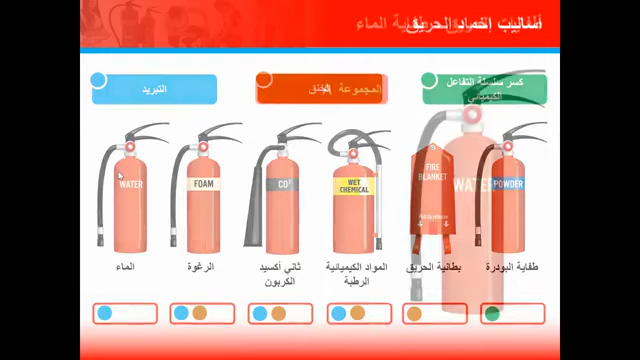 أساليب إخماد الحريق
كسر سلسلة التفاعل
الكيميائي
المجموعة
التبريد
WATER
FOAM
CO²
WET
CHEMICAL
FIRE
BLANKET
WATER
POWDER
الماء
الرغوة
ثاني أكسيد
الكربون
المواد الكيميائية
الرطبة
بطانية الحريق
طفاية البودرة